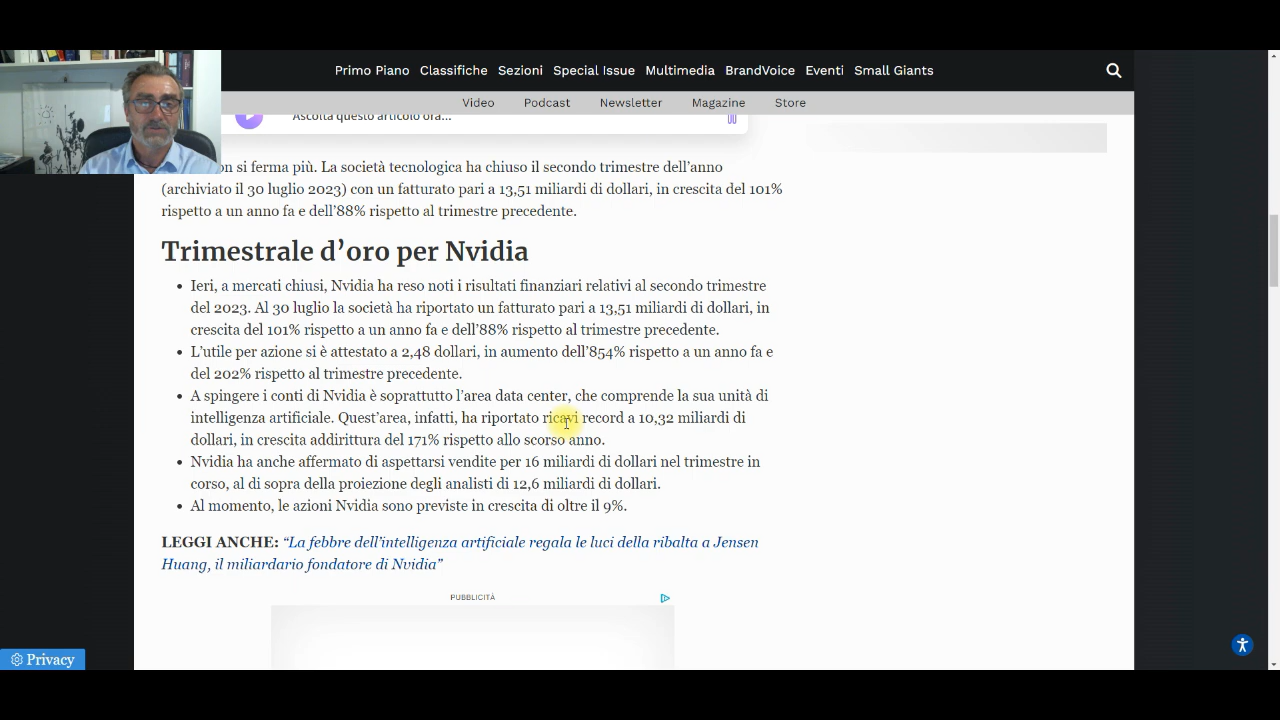 Primo Piano Classifiche Sezioni Special Issue Multimedia BrandVoice Eventi Small Giants
Video Podcast Newsletter Magazine Store
Ascolta questo articolo ora...
on si ferma più. La società tecnologica ha chiuso il secondo trimestre dell’anno
(archiviato il 30 luglio 2023) con un fatturato pari a 13,51 miliardi di dollari, in crescita del 101%
rispetto a un anno fa e dell’88% rispetto al trimestre precedente.
Trimestrale d’oro per Nvidia
• Ieri, a mercati chiusi, Nvidia ha reso noti i risultati finanziari relativi al secondo trimestre
del 2023. Al 30 luglio la società ha riportato un fatturato pari a 13,51 miliardi di dollari, in
crescita del 101% rispetto a un anno fa e dell’88% rispetto al trimestre precedente.
• L’utile per azione si è attestato a 2,48 dollari, in aumento dell’854% rispetto a un anno fa e
del 202% rispetto al trimestre precedente.
• A spingere i conti di Nvidia è soprattutto l’area data center, che comprende la sua unità di
intelligenza artificiale. Quest’area, infatti, ha riportato ricavi record a 10,32 miliardi di
dollari, in crescita addirittura del 171% rispetto allo scorso anno.
• Nvidia ha anche affermato di aspettarsi vendite per 16 miliardi di dollari nel trimestre in
corso, al di sopra della proiezione degli analisti di 12,6 miliardi di dollari.
• Al momento, le azioni Nvidia sono previste in crescita di oltre il 9%.
LEGGI ANCHE: “La febbre dell’intelligenza artificiale regala le luci della ribalta a Jensen
Huang, il miliardario fondatore di Nvidia”
PUBBLICITÀ
Privacy